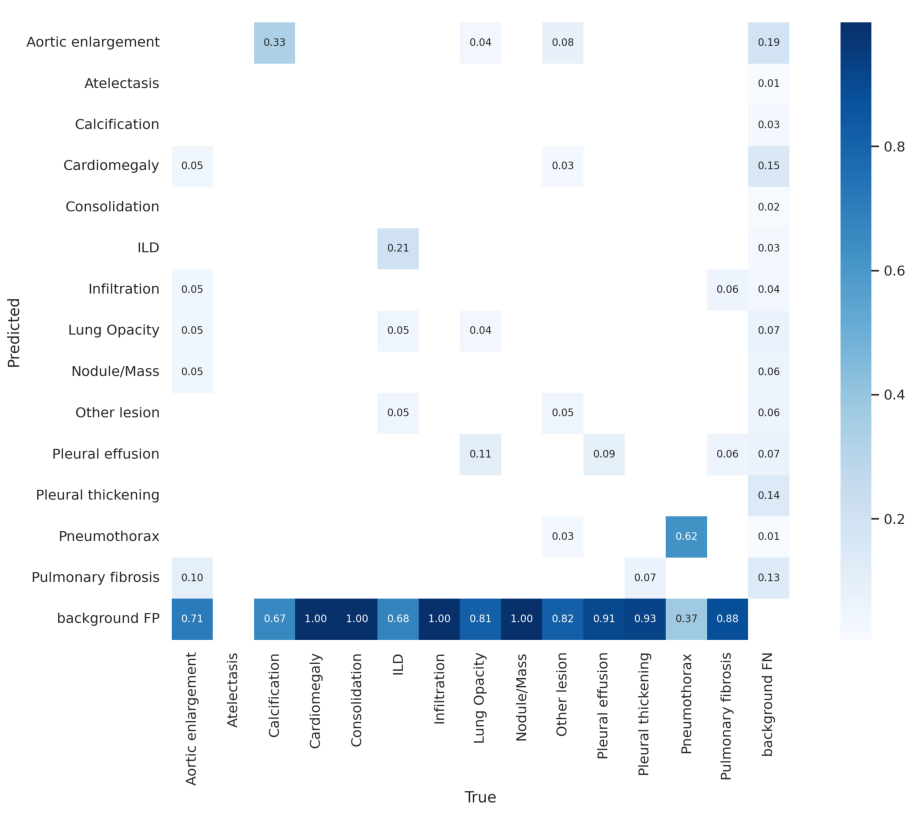 Aortic enlargement 0.33 0.04 0.08 0.19
Atelectasis 0.01
Calcification 0.03
Cardiomegaly 0.05 0.03 0.15
Consolidation 0.02
ILD 0.21 0.03
Infiltration 0.05 0.06 0.04
Lung Opacity 0.05 0.05 0.04 0.07
Nodule/Mass 0.05 0.06
Other lesion 0.05 0.05 0.06
Pleural effusion 0.11 0.09 0.06 0.07
Pleural thickening 0.14
Pneumothorax 0.03 0.62 0.01
Pulmonary fibrosis 0.10 0.07 0.13
background FP 0.71 0.67 1.00 1.00 0.68 1.00 0.81 1.00 0.82 0.91 0.93 0.37 0.88
Predicted
Aortic enlargement
Atelectasis
Calcification
Cardiomegaly
Consolidation
ILD
Infiltration
Lung Opacity
Nodule/Mass
Other lesion
Pleural effusion
Pleural thickening
Pneumothorax
Pulmonary fibrosis
background FN
True
0.8
0.6
0.4
0.2